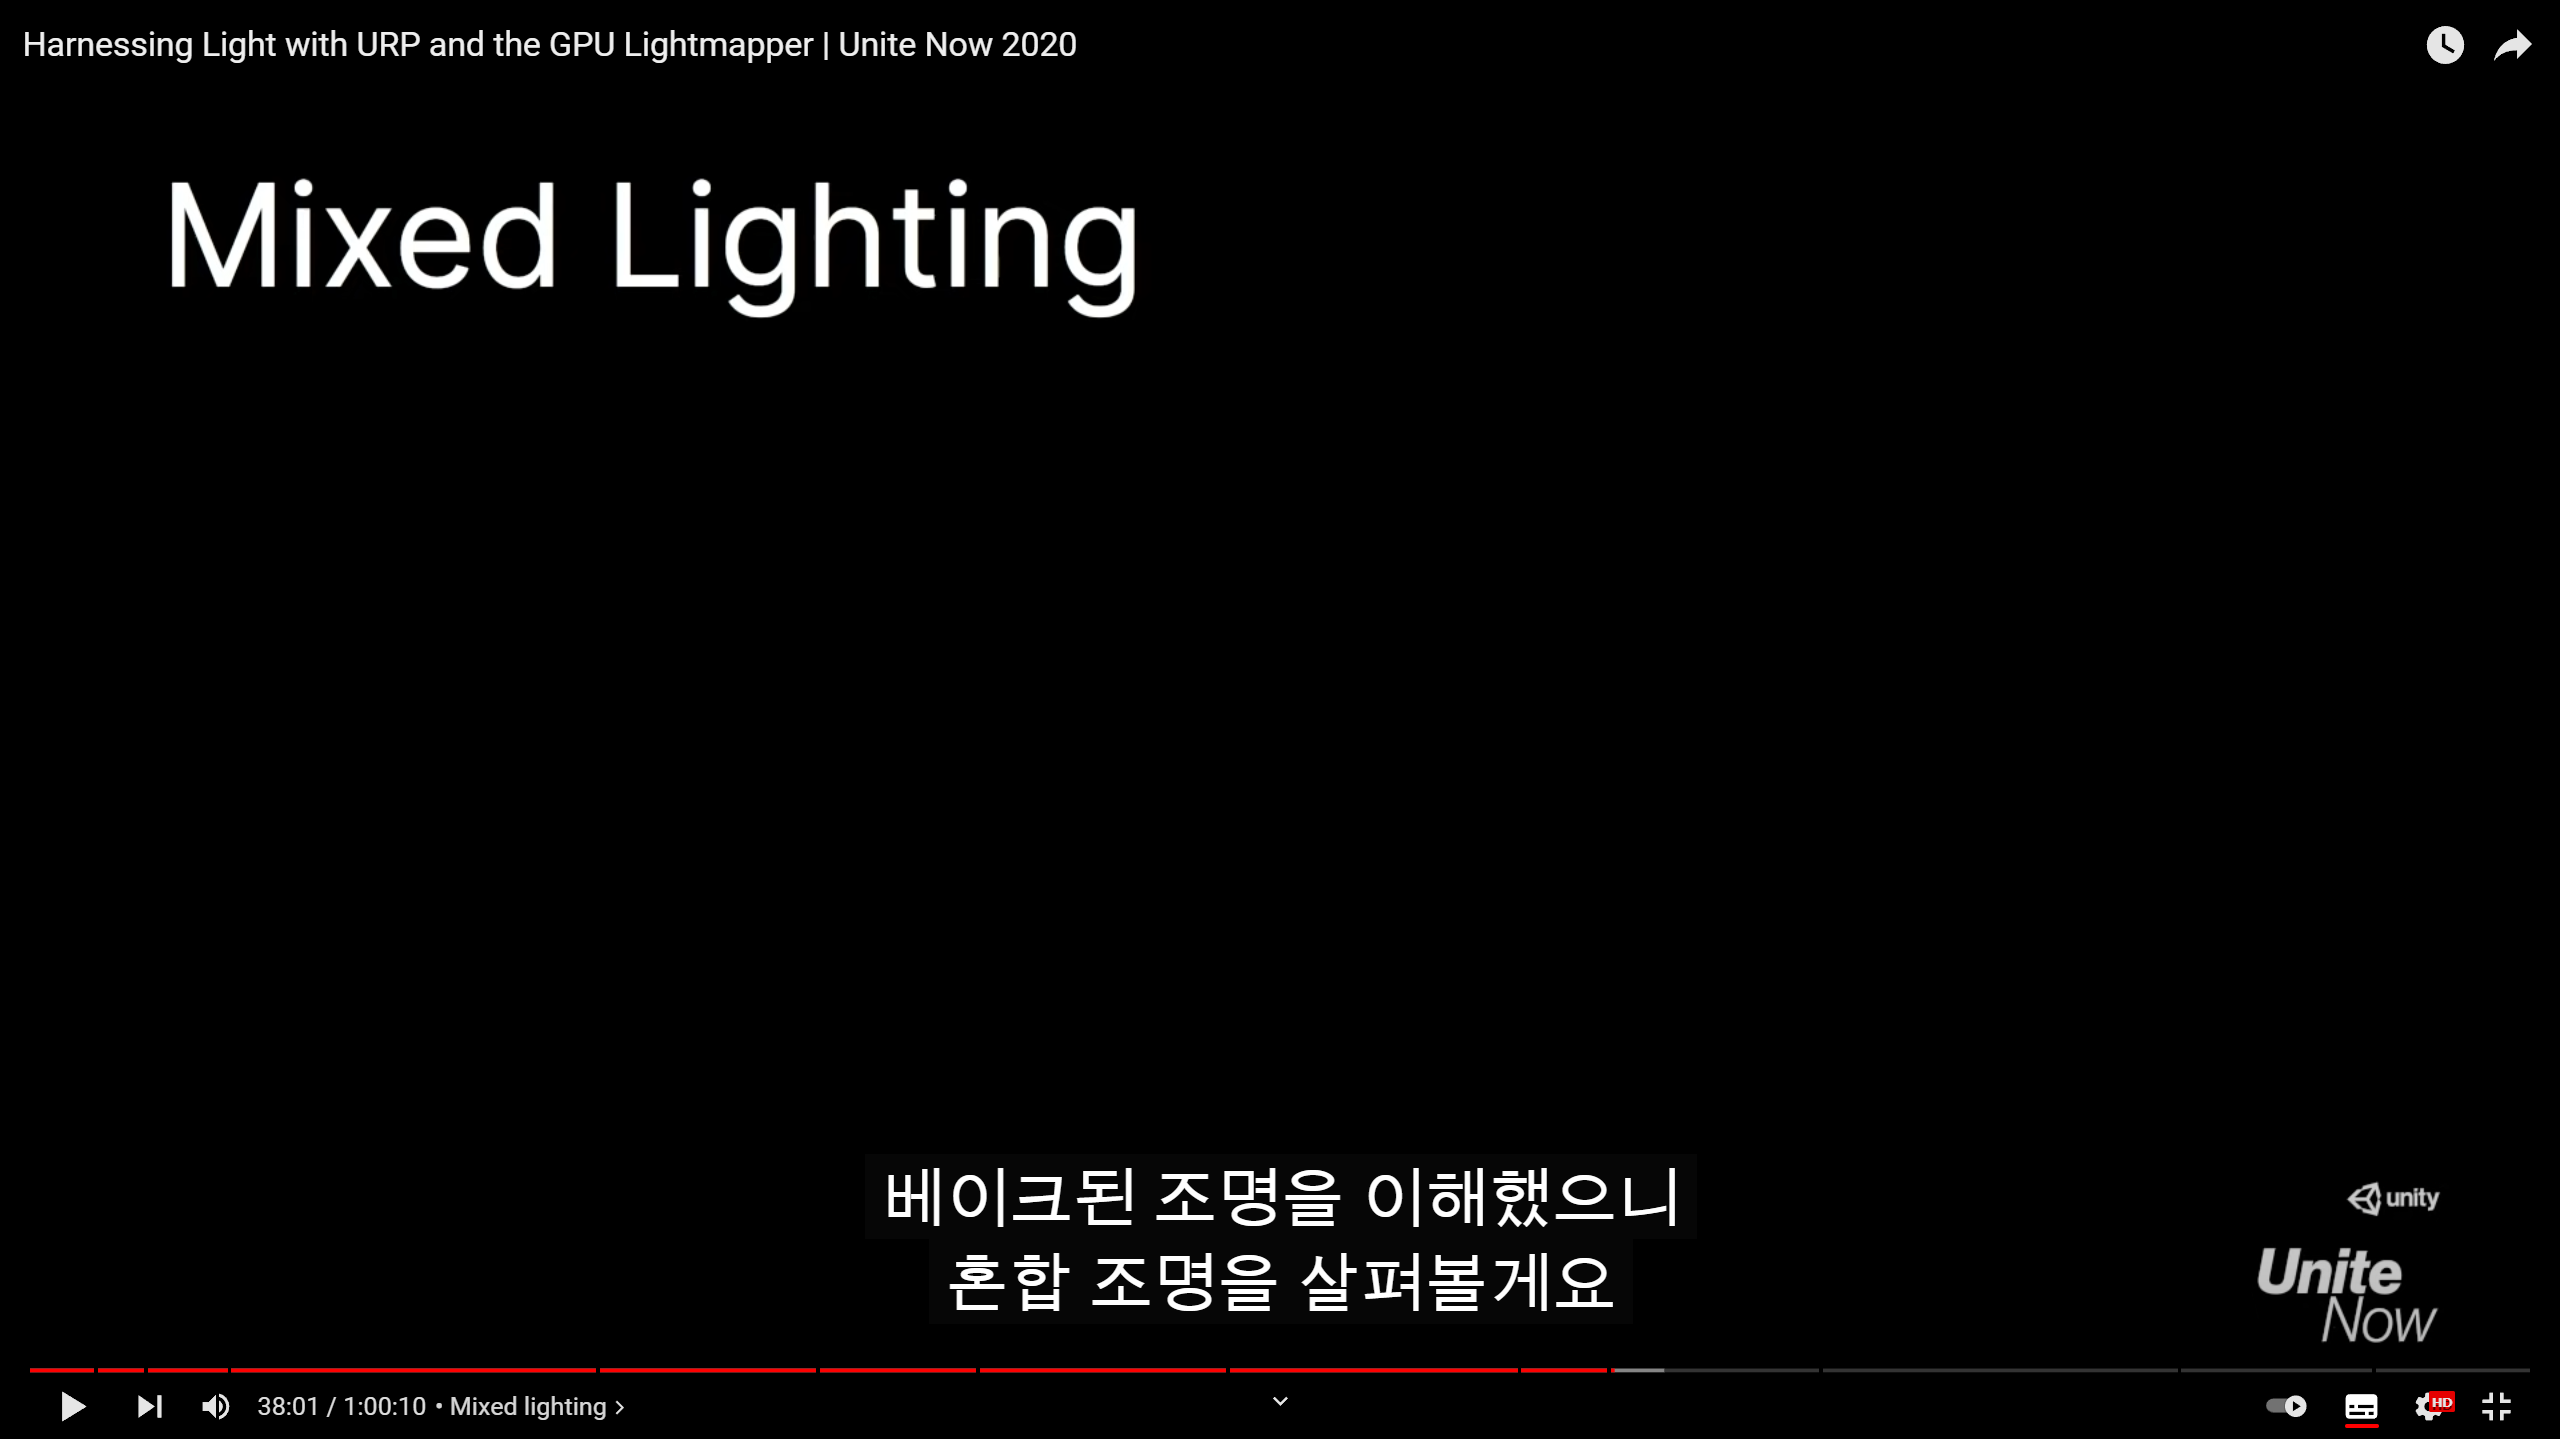 Harnessing Light with URP and the GPU Lightmapper | Unite Now 2020
Mixed Lighting
베이크된 조명을 이해했으니
혼합 조명을 살펴볼게요
unity
Unite
Now
38:01 / 1:00:10 • Mixed lighting
HD